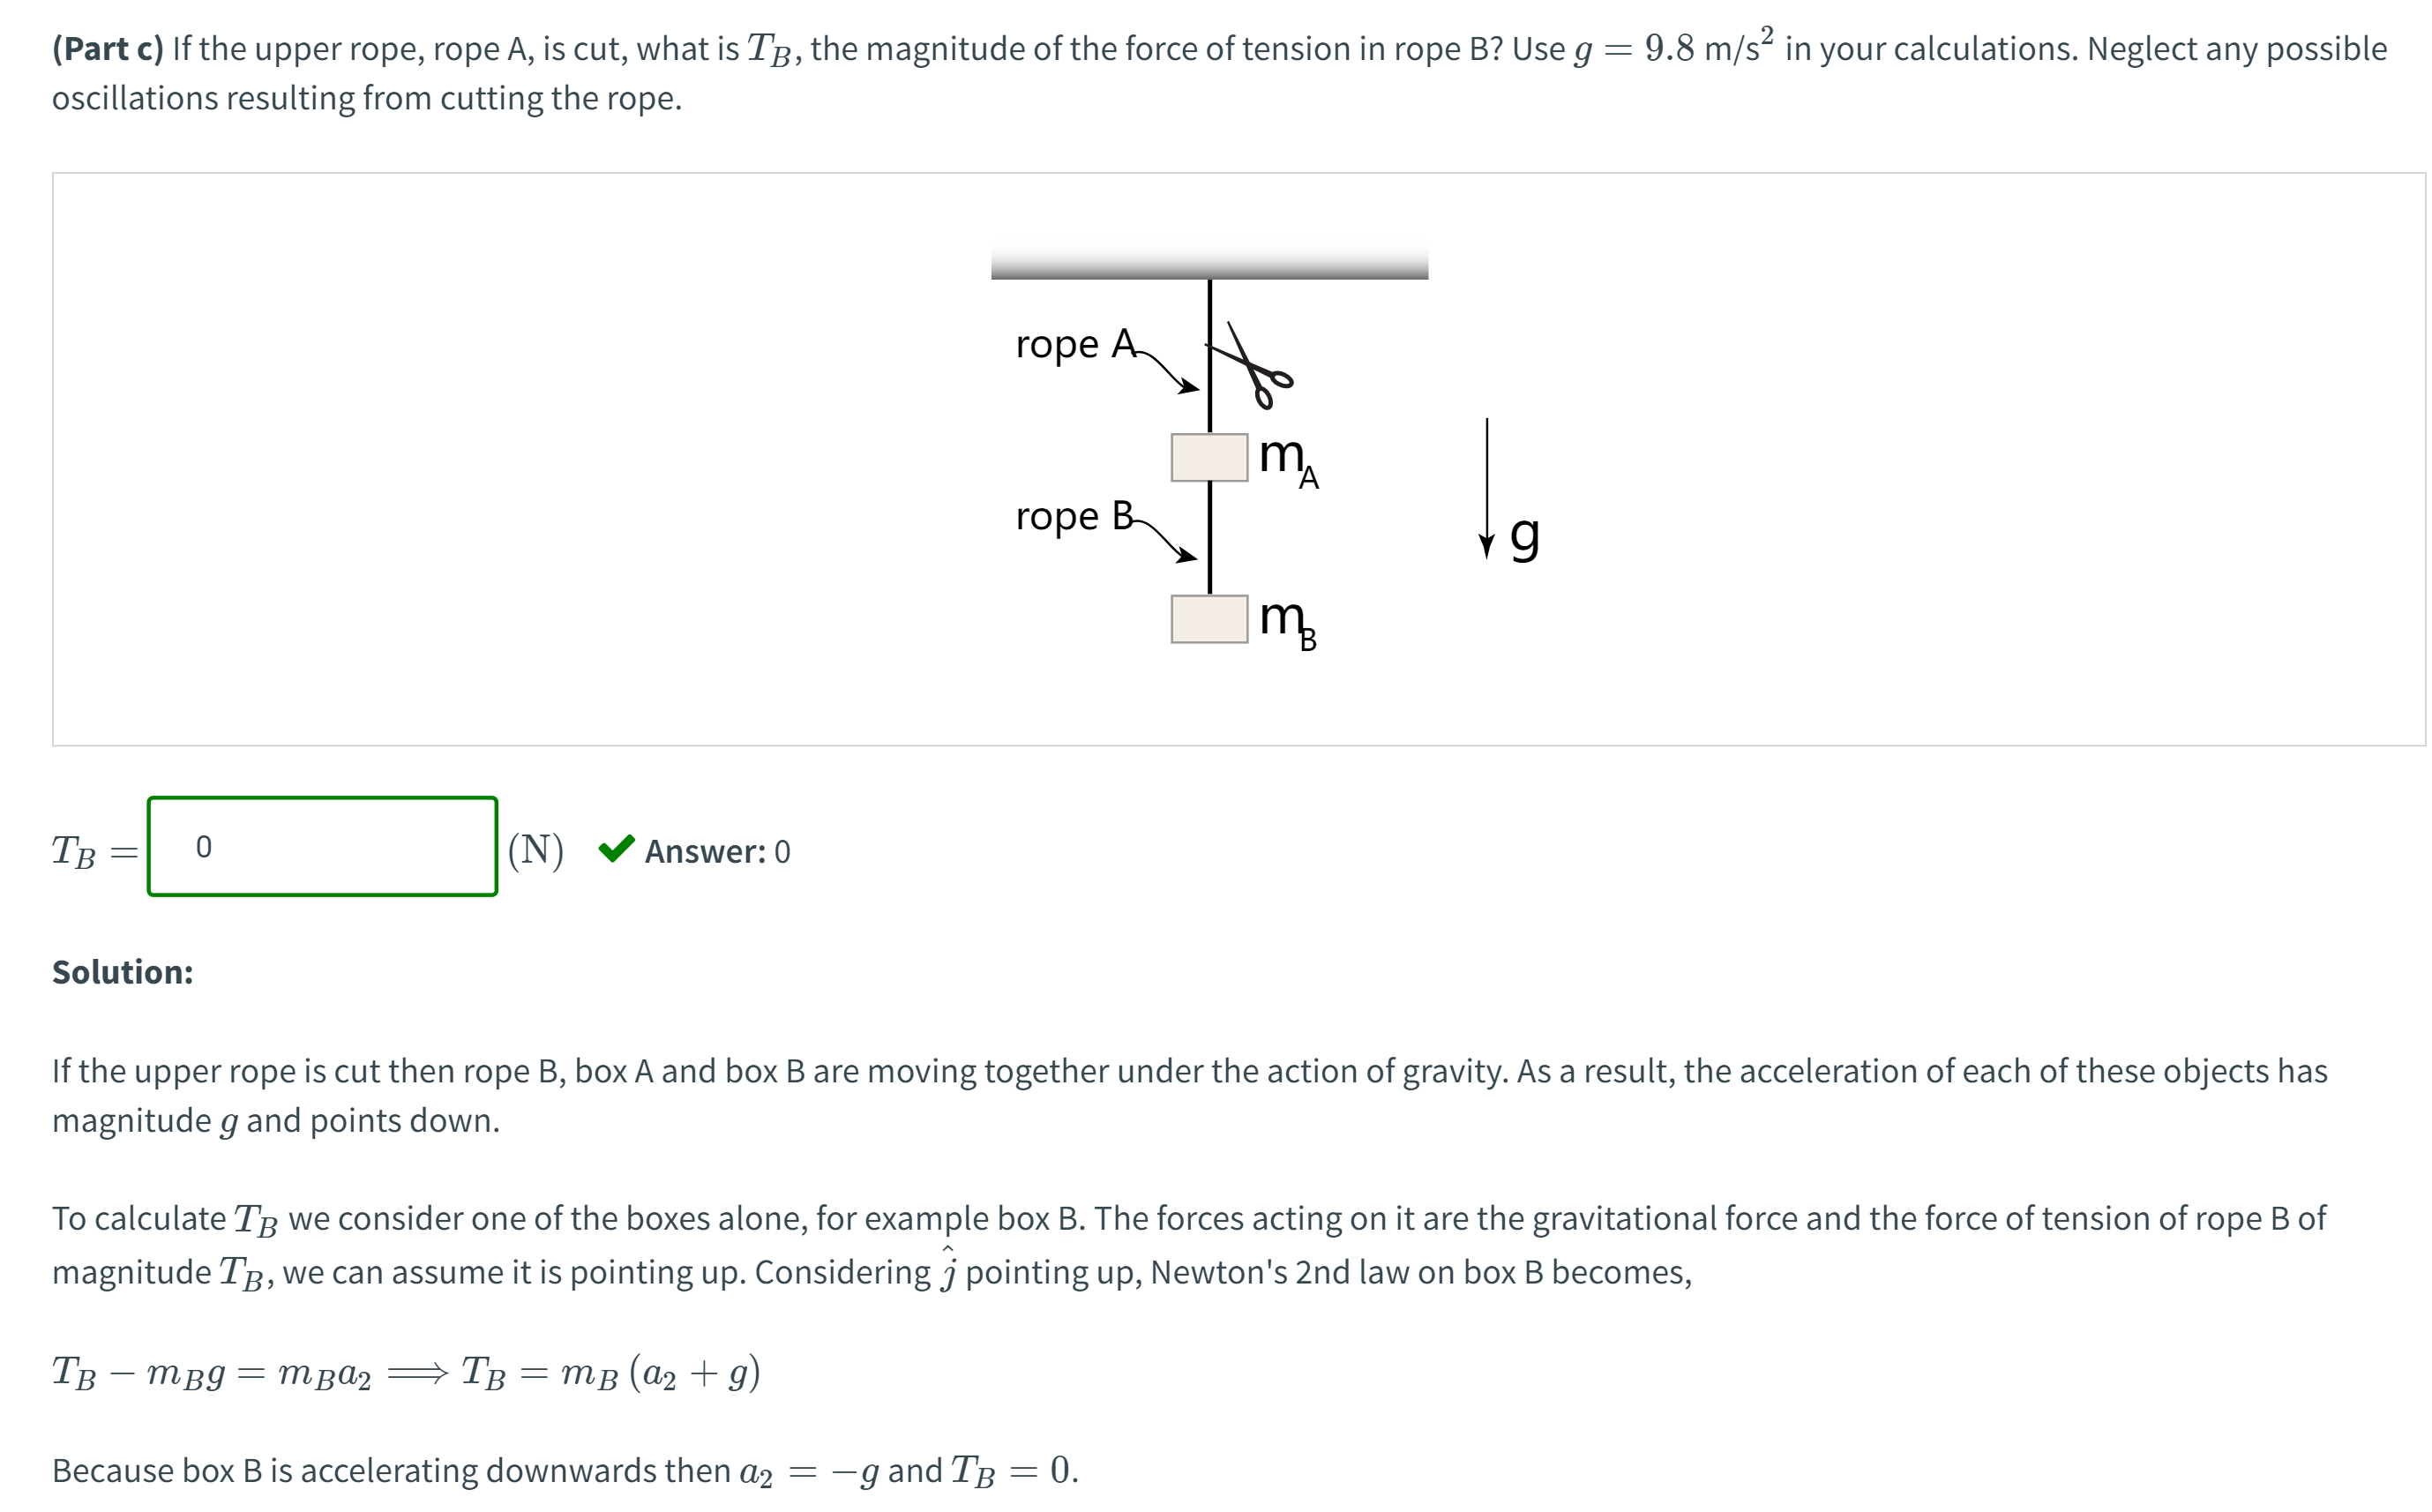 (Part c) If the upper rope, rope A, is cut, what is T_B, the magnitude of the force of tension in rope B? Use g = 9.8 m/s² in your calculations. Neglect any possible
oscillations resulting from cutting the rope.
rope A
m_A
rope B
g
m_B
T_B = 0 (N) ✔ Answer: 0
Solution:
If the upper rope is cut then rope B, box A and box B are moving together under the action of gravity. As a result, the acceleration of each of these objects has
magnitude g and points down.
To calculate T_B we consider one of the boxes alone, for example box B. The forces acting on it are the gravitational force and the force of tension of rope B of
magnitude T_B, we can assume it is pointing up. Considering ĵ pointing up, Newton's 2nd law on box B becomes,
T_B − m_B g = m_B a₂ ⟹ T_B = m_B (a₂ + g)
Because box B is accelerating downwards then a₂ = −g and T_B = 0.